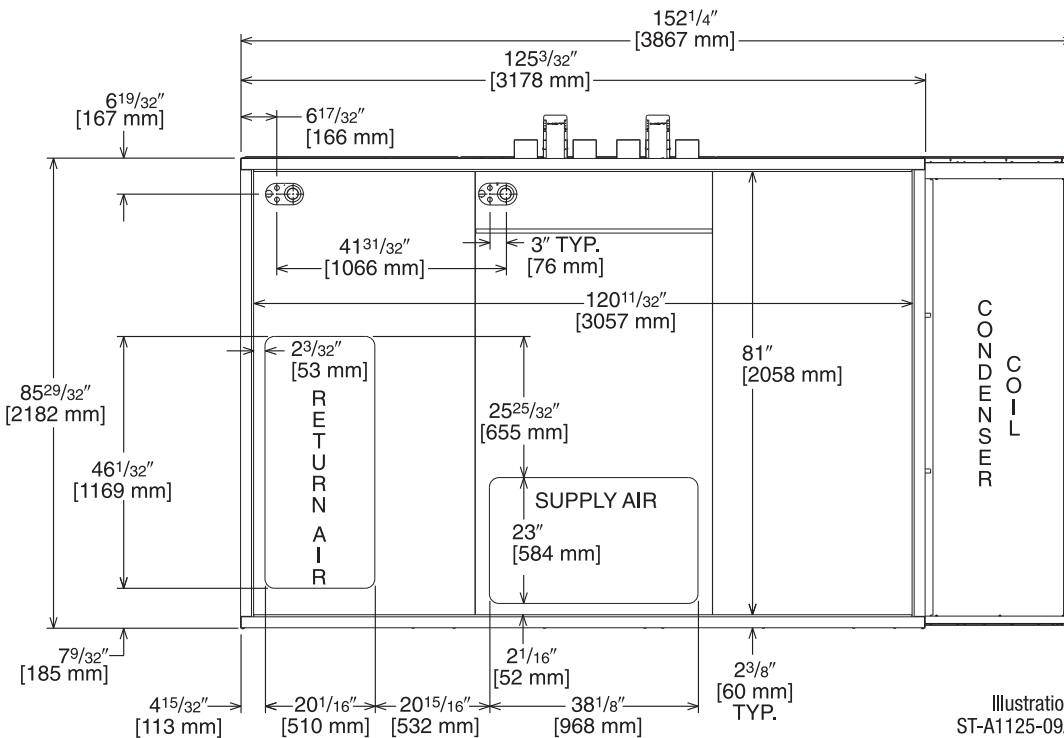 152 1/4"
[3867 mm]
125 3/32"
[3178 mm]
6 19/32"
[167 mm]
6 17/32"
[166 mm]
41 31/32"
[1066 mm]
3" TYP.
[76 mm]
120 11/32"
[3057 mm]
2 3/32"
[53 mm]
81"
[2058 mm]
85 29/32"
[2182 mm]
25 25/32"
[655 mm]
46 1/32"
[1169 mm]
RETURN AIR
SUPPLY AIR
23"
[584 mm]
CONDENSER
COIL
7 9/32"
[185 mm]
2 1/16"
[52 mm]
2 3/8"
[60 mm]
TYP.
4 15/32"
[113 mm]
20 1/16"
[510 mm]
20 15/16"
[532 mm]
38 1/8"
[968 mm]
Illustratio
ST-A1125-09